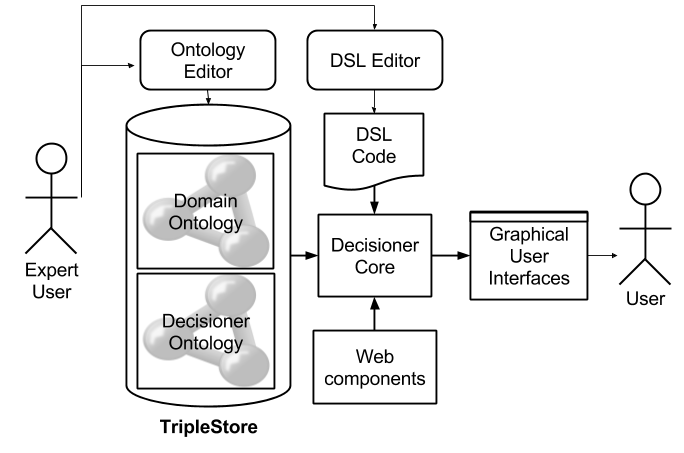 Ontology
Editor
DSL Editor
DSL
Code
Domain
Ontology
Decisioner
Core
Graphical
User
Interfaces
Expert
User
User
Decisioner
Ontology
Web
components
TripleStore